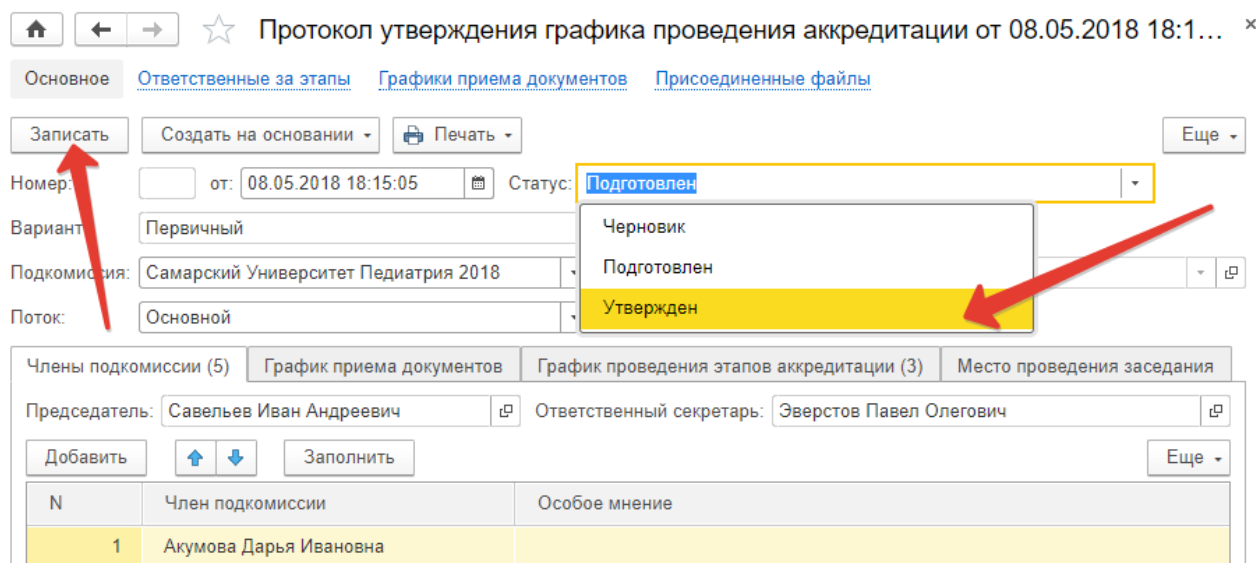 Протокол утверждения графика проведения аккредитации от 08.05.2018 18:1...
Основное Ответственные за этапы Графики приема документов Присоединенные файлы
Записать Создать на основании Печать Еще
Номер: от: 08.05.2018 18:15:05 Статус: Подготовлен
Черновик
Вариант Первичный
Подготовлен
Подкомиссия: Самарский Университет Педиатрия 2018
Утвержден
Поток: Основной
Члены подкомиссии (5) График приема документов График проведения этапов аккредитации (3) Место проведения заседания
Председатель: Савельев Иван Андреевич Ответственный секретарь: Эверстов Павел Олегович
Добавить Заполнить Еще
N Член подкомиссии Особое мнение
1 Акумова Дарья Ивановна